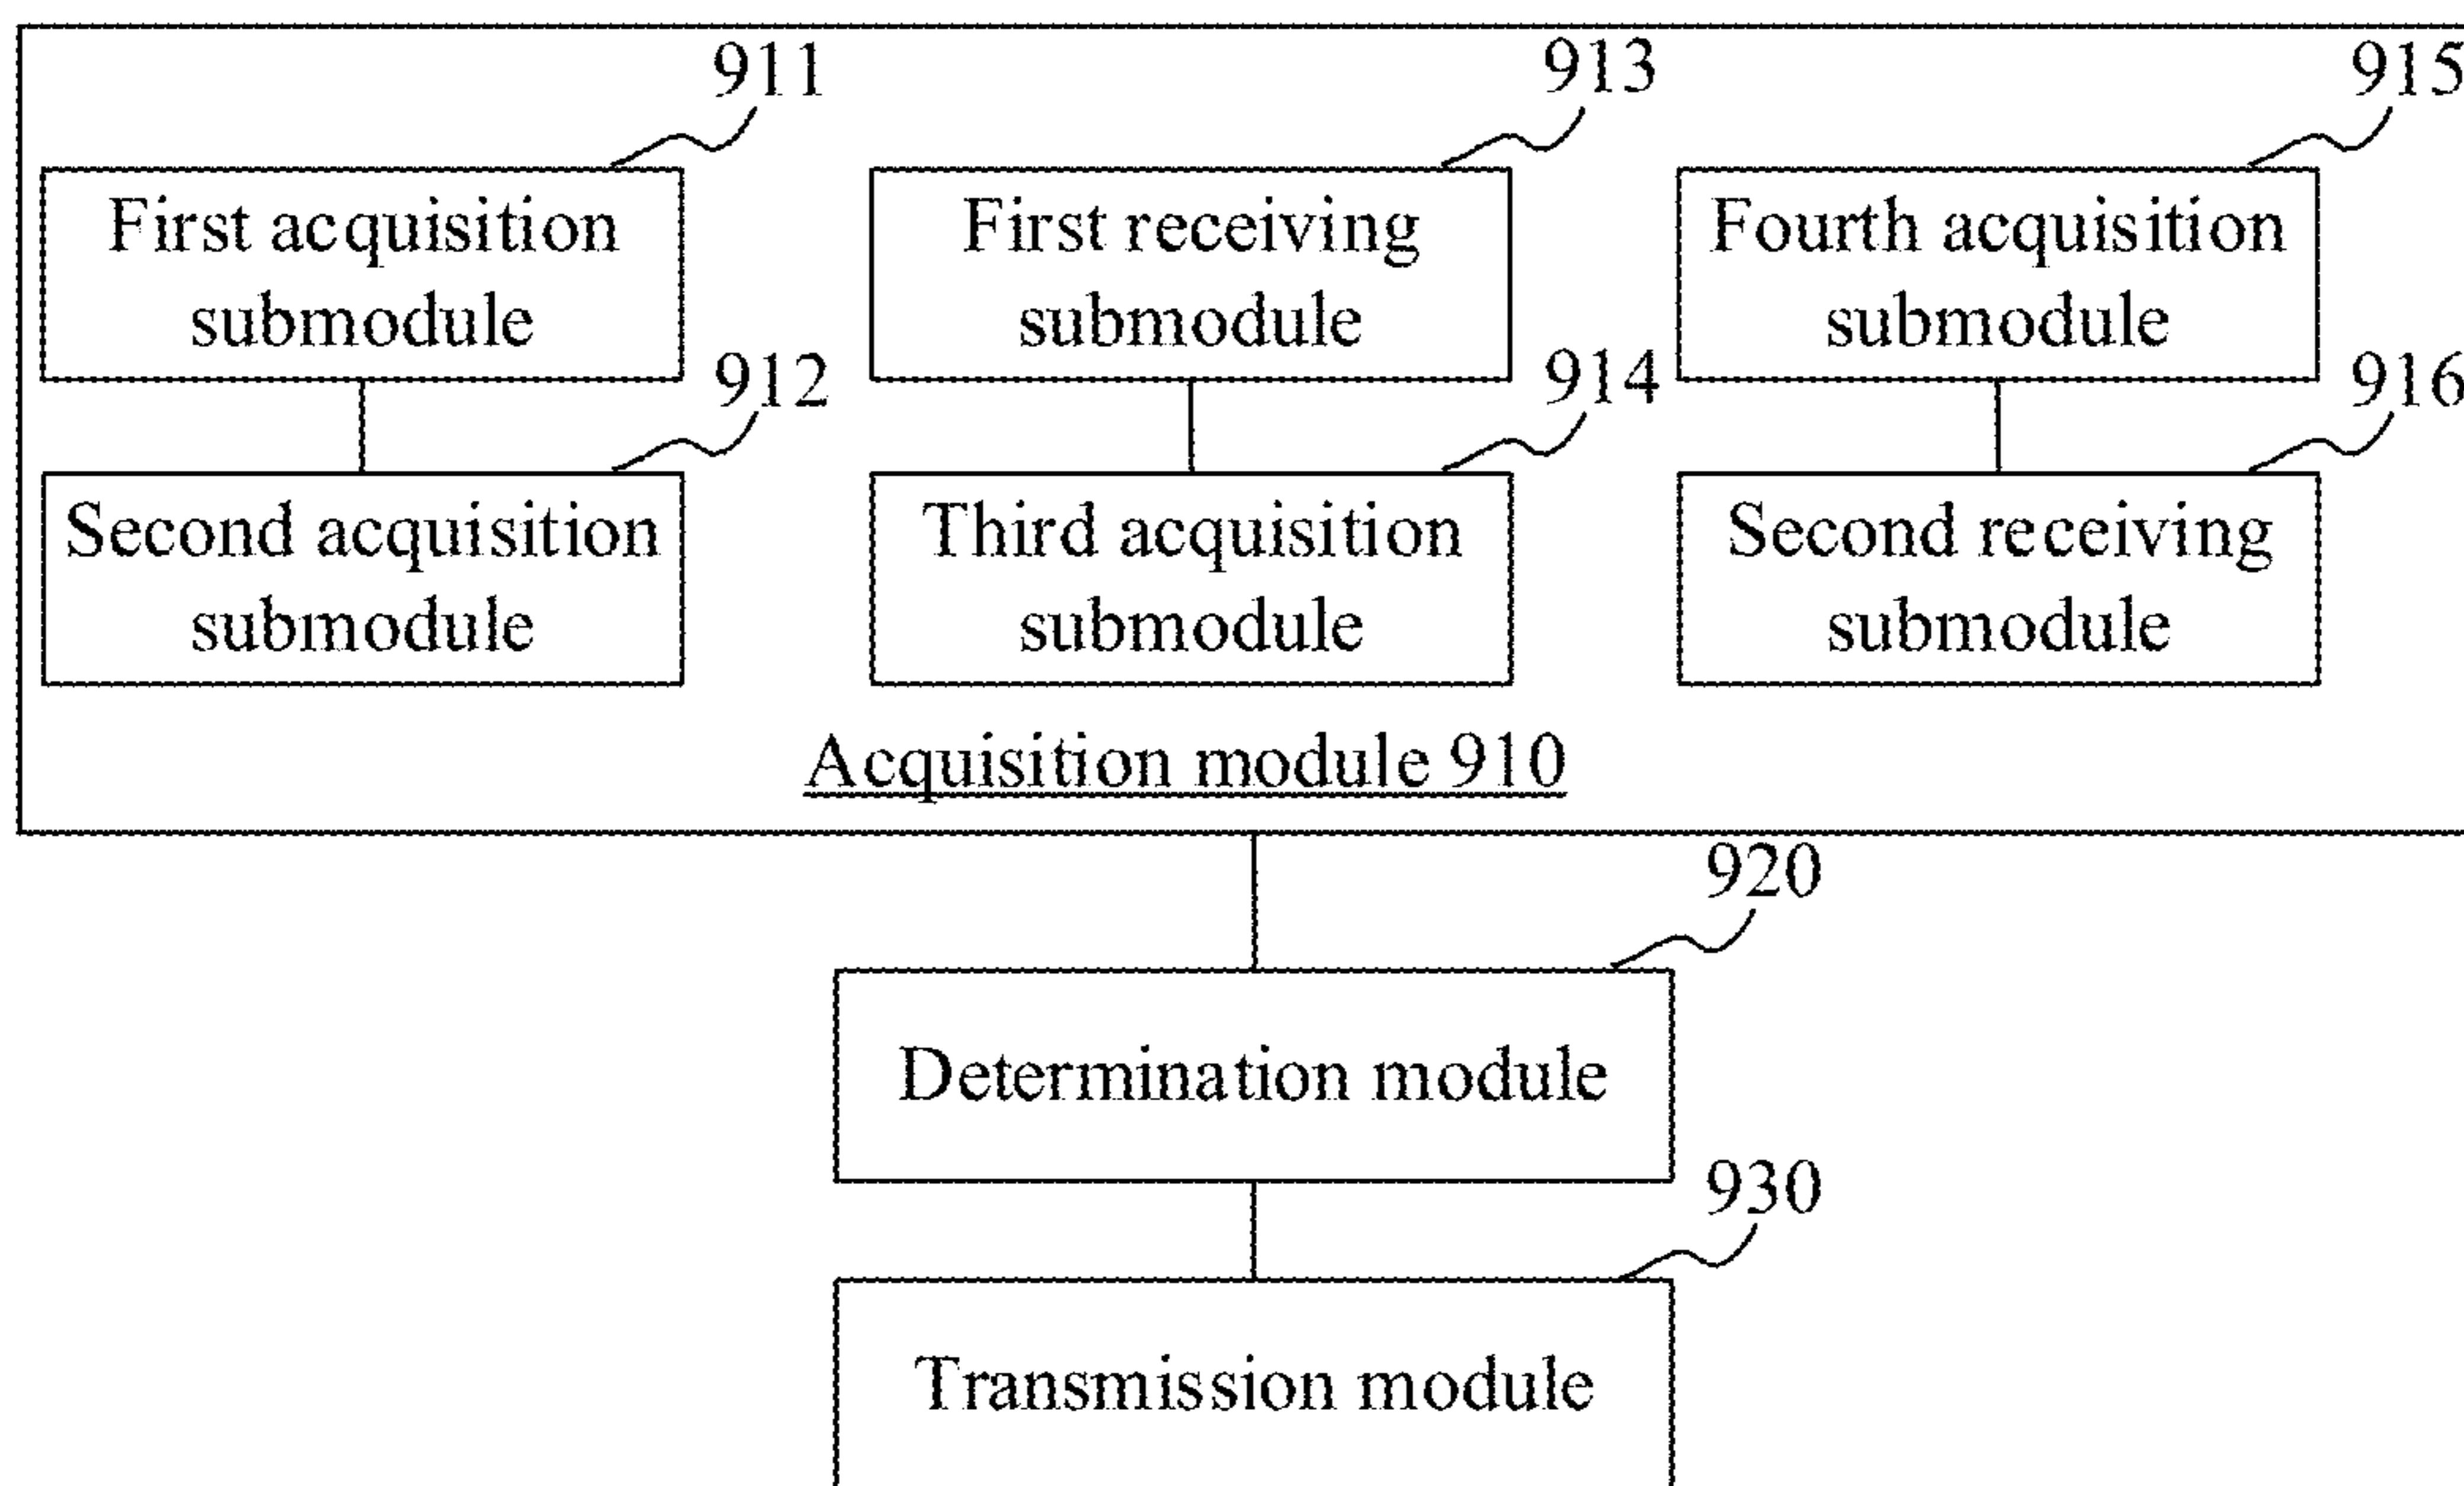 911
913
915
First acquisition
submodule
First receiving
submodule
Fourth acquisition
submodule
912
914
916
Second acquisition
submodule
Third acquisition
submodule
Second receiving
submodule
Acquisition module 910
920
Determination module
930
Transmission module